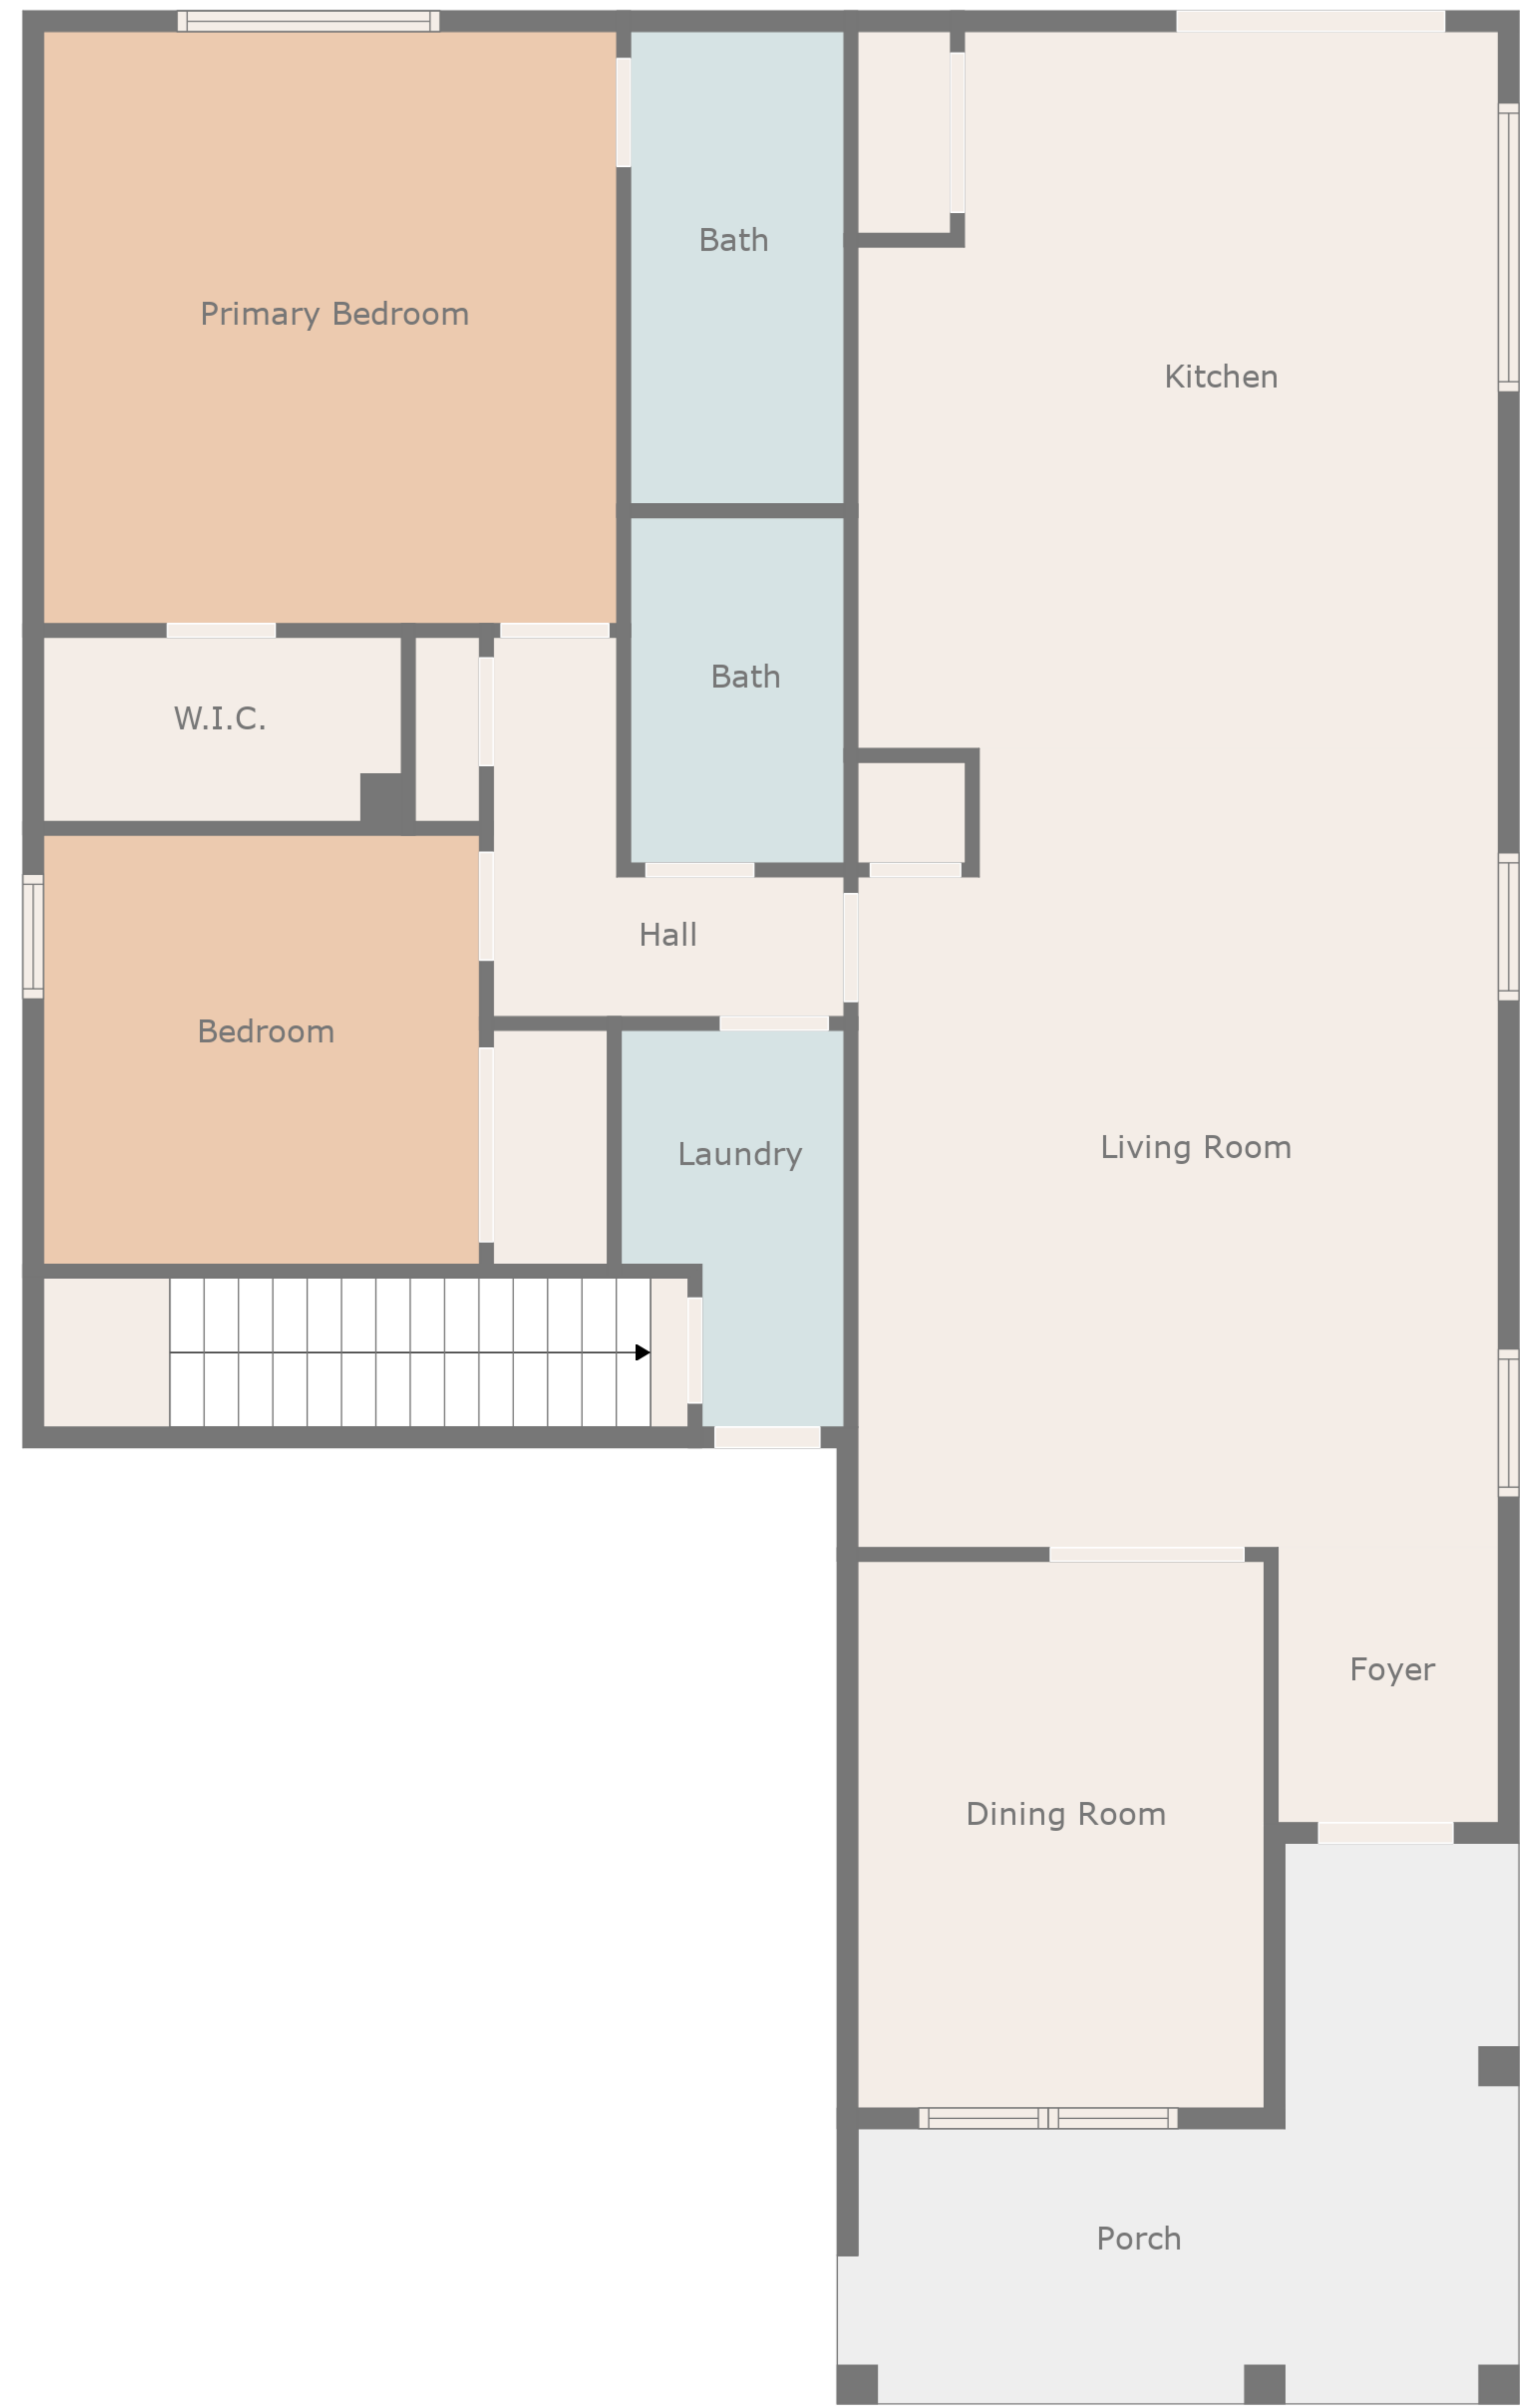 Bath
Primary Bedroom
Kitchen
Bath
W.I.C.
Hall
Bedroom
Laundry
Living Room
Foyer
Dining Room
Porch